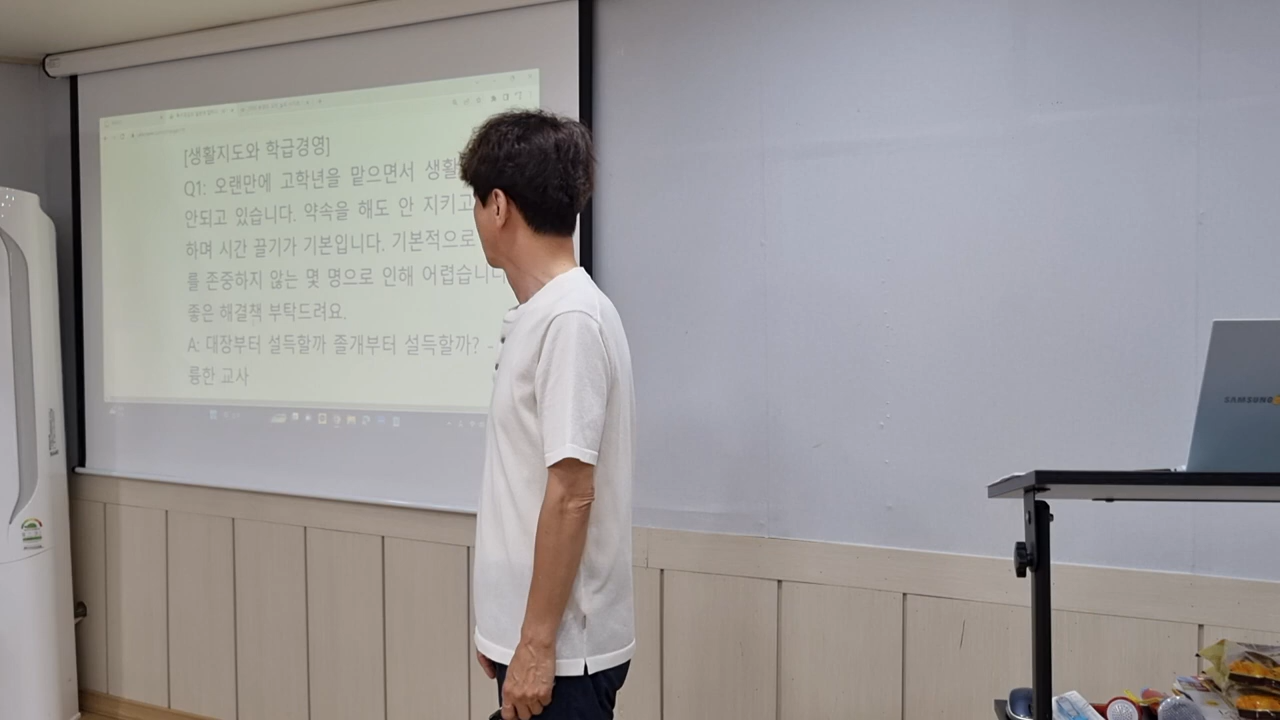 [생활지도와 학급경영]
Q1: 오랜만에 고학년을 맡으면서 생활
안되고 있습니다. 약속을 해도 안 지키고
하며 시간 끌기가 기본입니다. 기본적으로
를 존중하지 않는 몇 명으로 인해 어렵습니다
좋은 해결책 부탁드려요.
A: 대장부터 설득할까 졸개부터 설득할까? -
륭한 교사
SAMSUNG